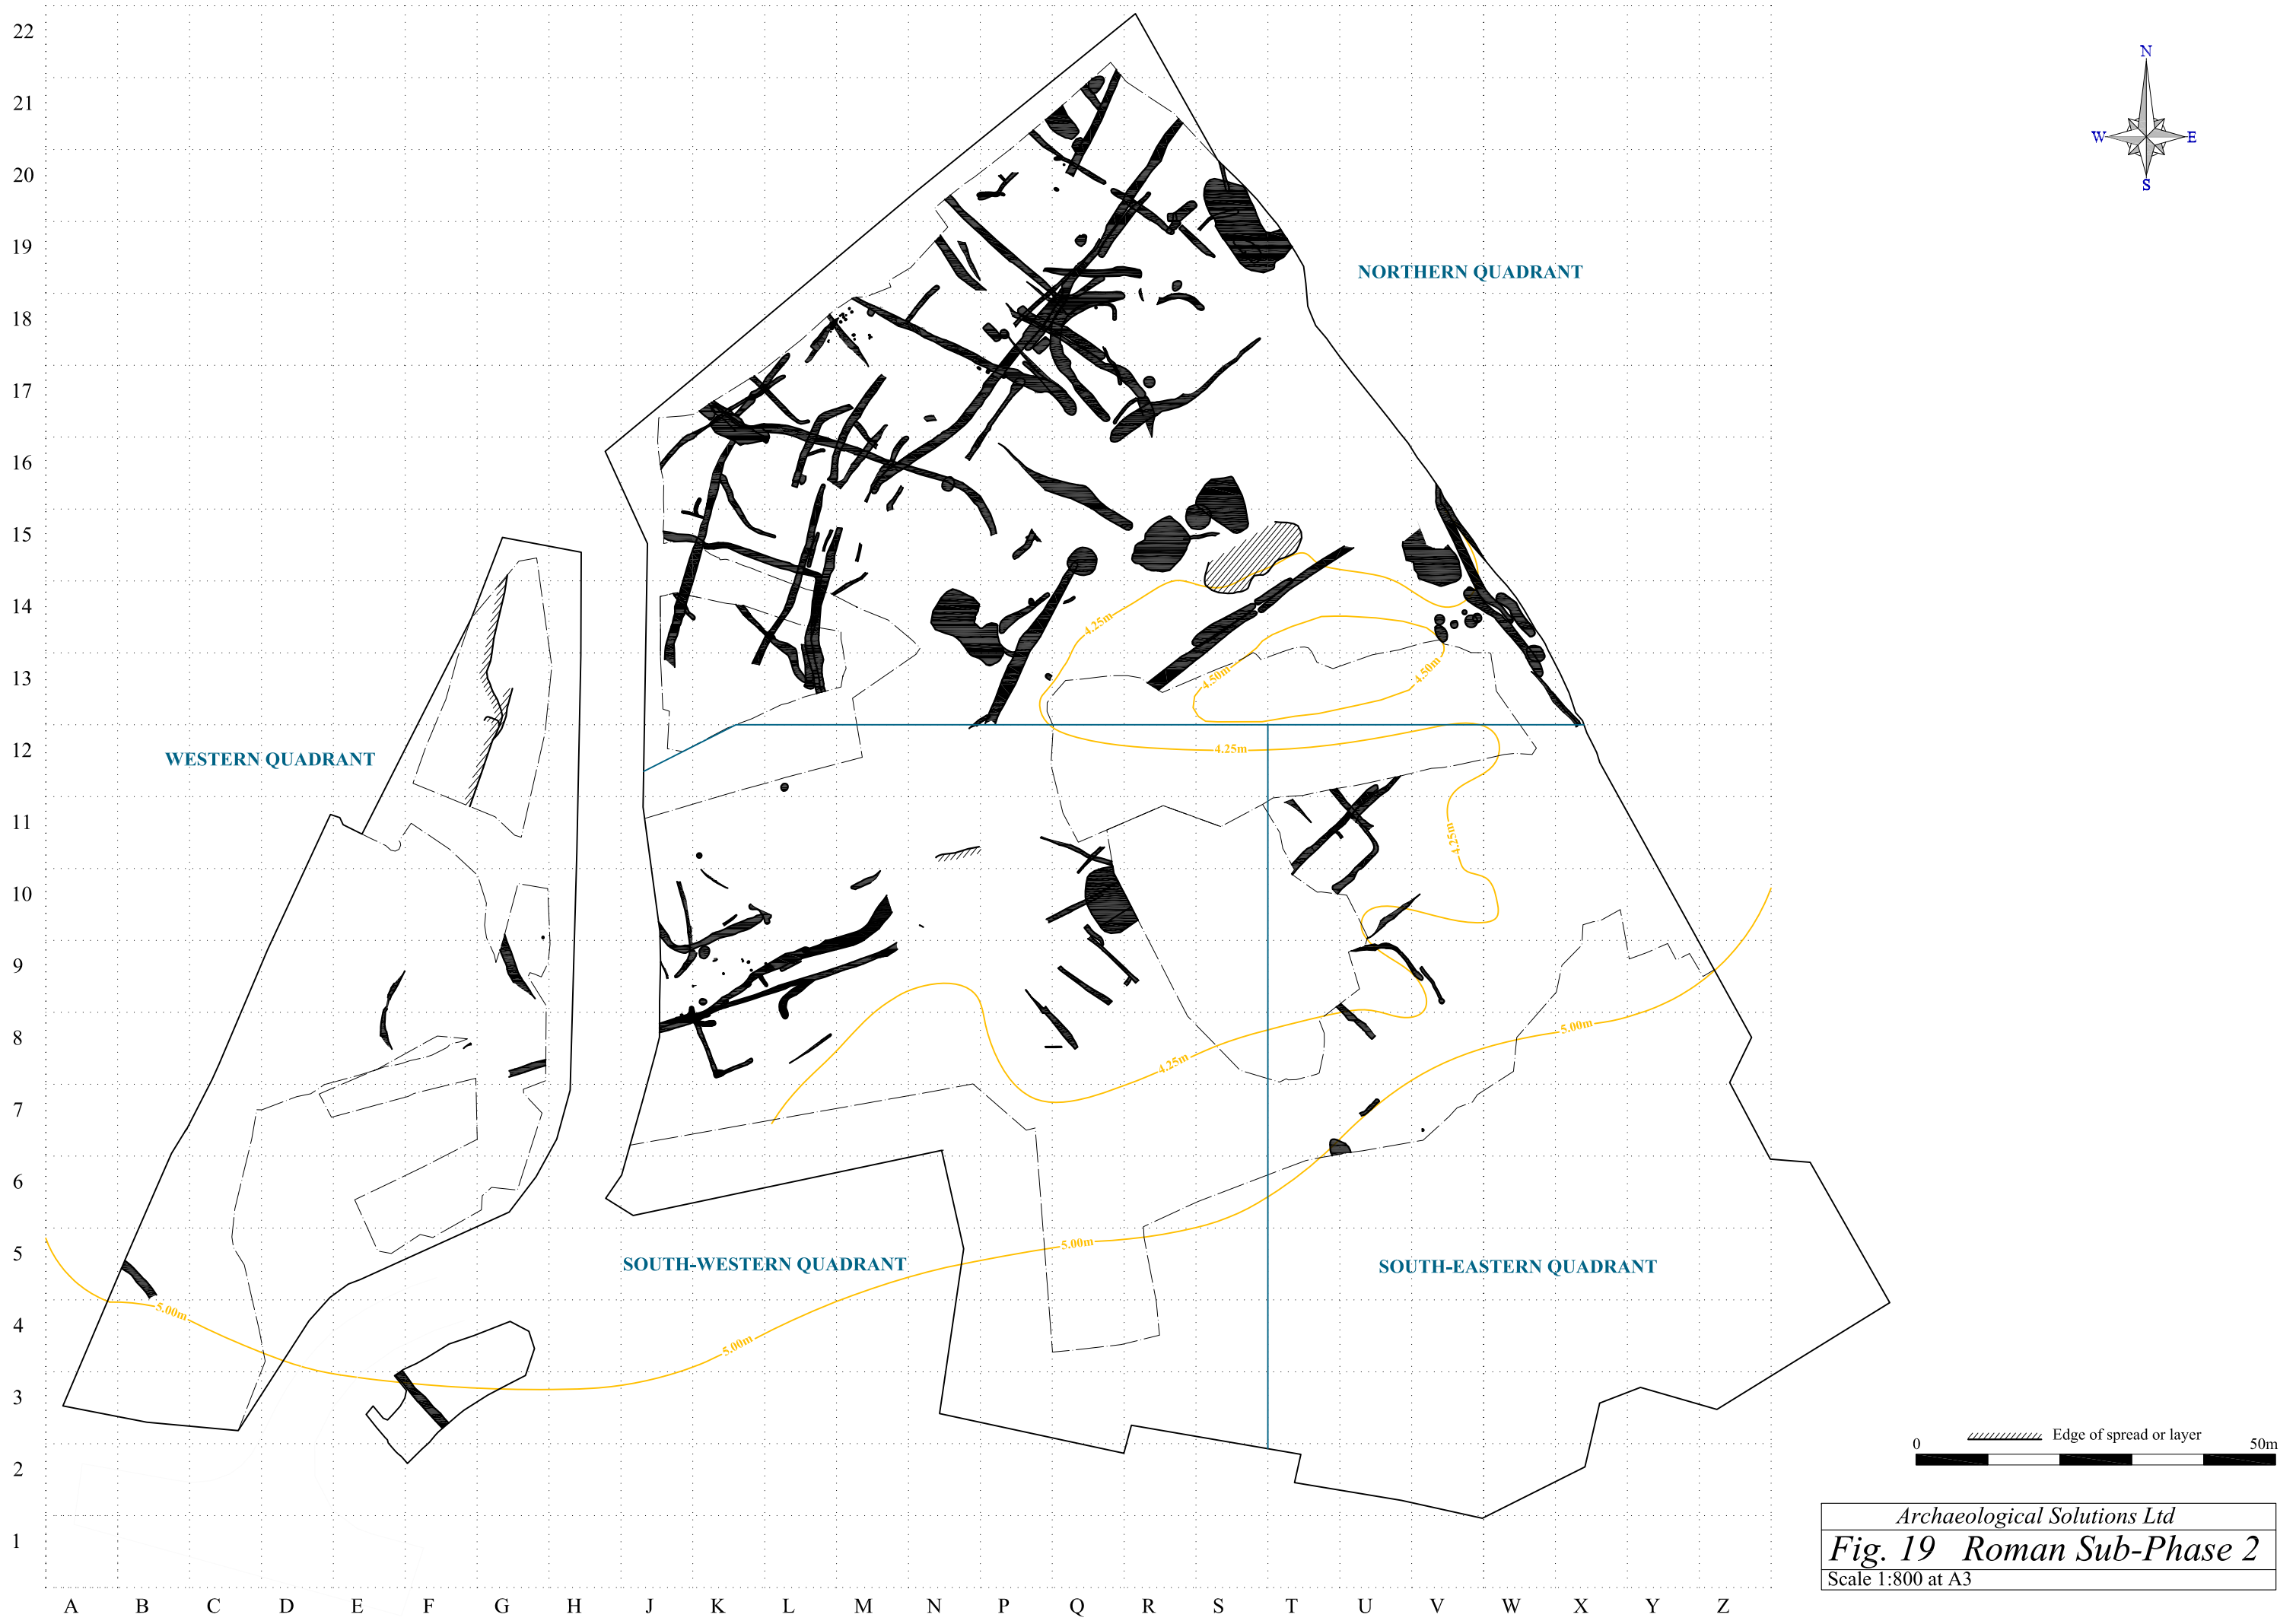 22
21
20
19
18
17
16
15
14
13
12
11
10
9
8
7
6
5
4
3
2
1
N
W
E
S
NORTHERN QUADRANT
4.25m
4.50m
4.50m
4.25m
WESTERN QUADRANT
4.25m
4.25m
5.00m
5.00m
SOUTH-WESTERN QUADRANT
SOUTH-EASTERN QUADRANT
5.00m
5.00m
Edge of spread or layer
0
50m
Archaeological Solutions Ltd
Fig. 19 Roman Sub-Phase 2
Scale 1:800 at A3
A B C D E F G H J K L M N P Q R S T U V W X Y Z